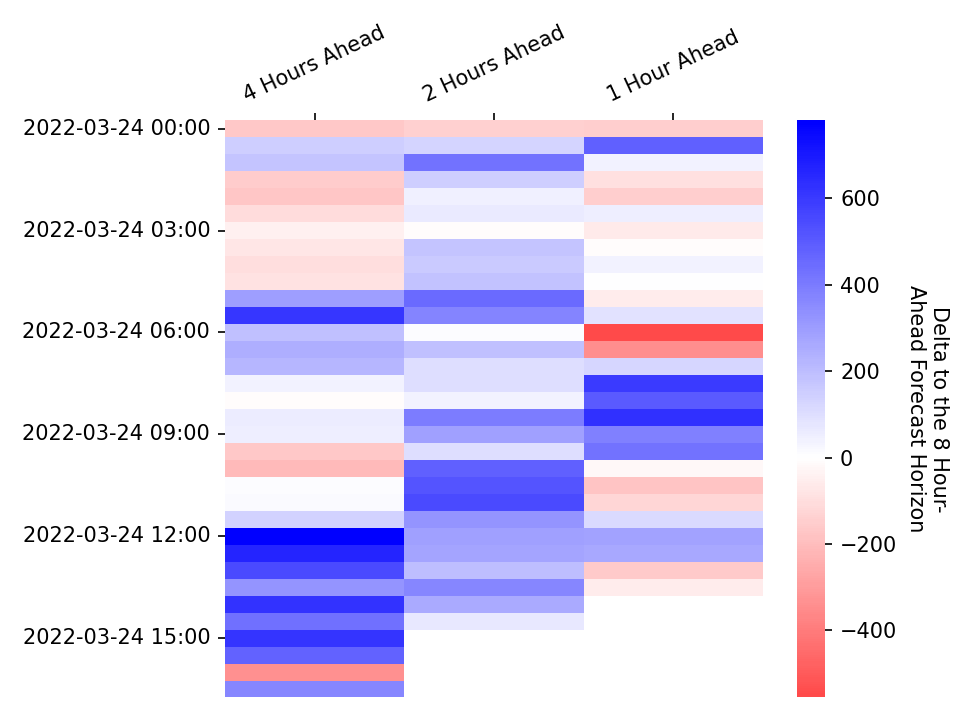 4 Hours Ahead
2 Hours Ahead
1 Hour Ahead
2022-03-24 00:00
2022-03-24 03:00
2022-03-24 06:00
2022-03-24 09:00
2022-03-24 12:00
2022-03-24 15:00
600
400
200
0
−200
−400
Delta to the 8 Hour-
Ahead Forecast Horizon